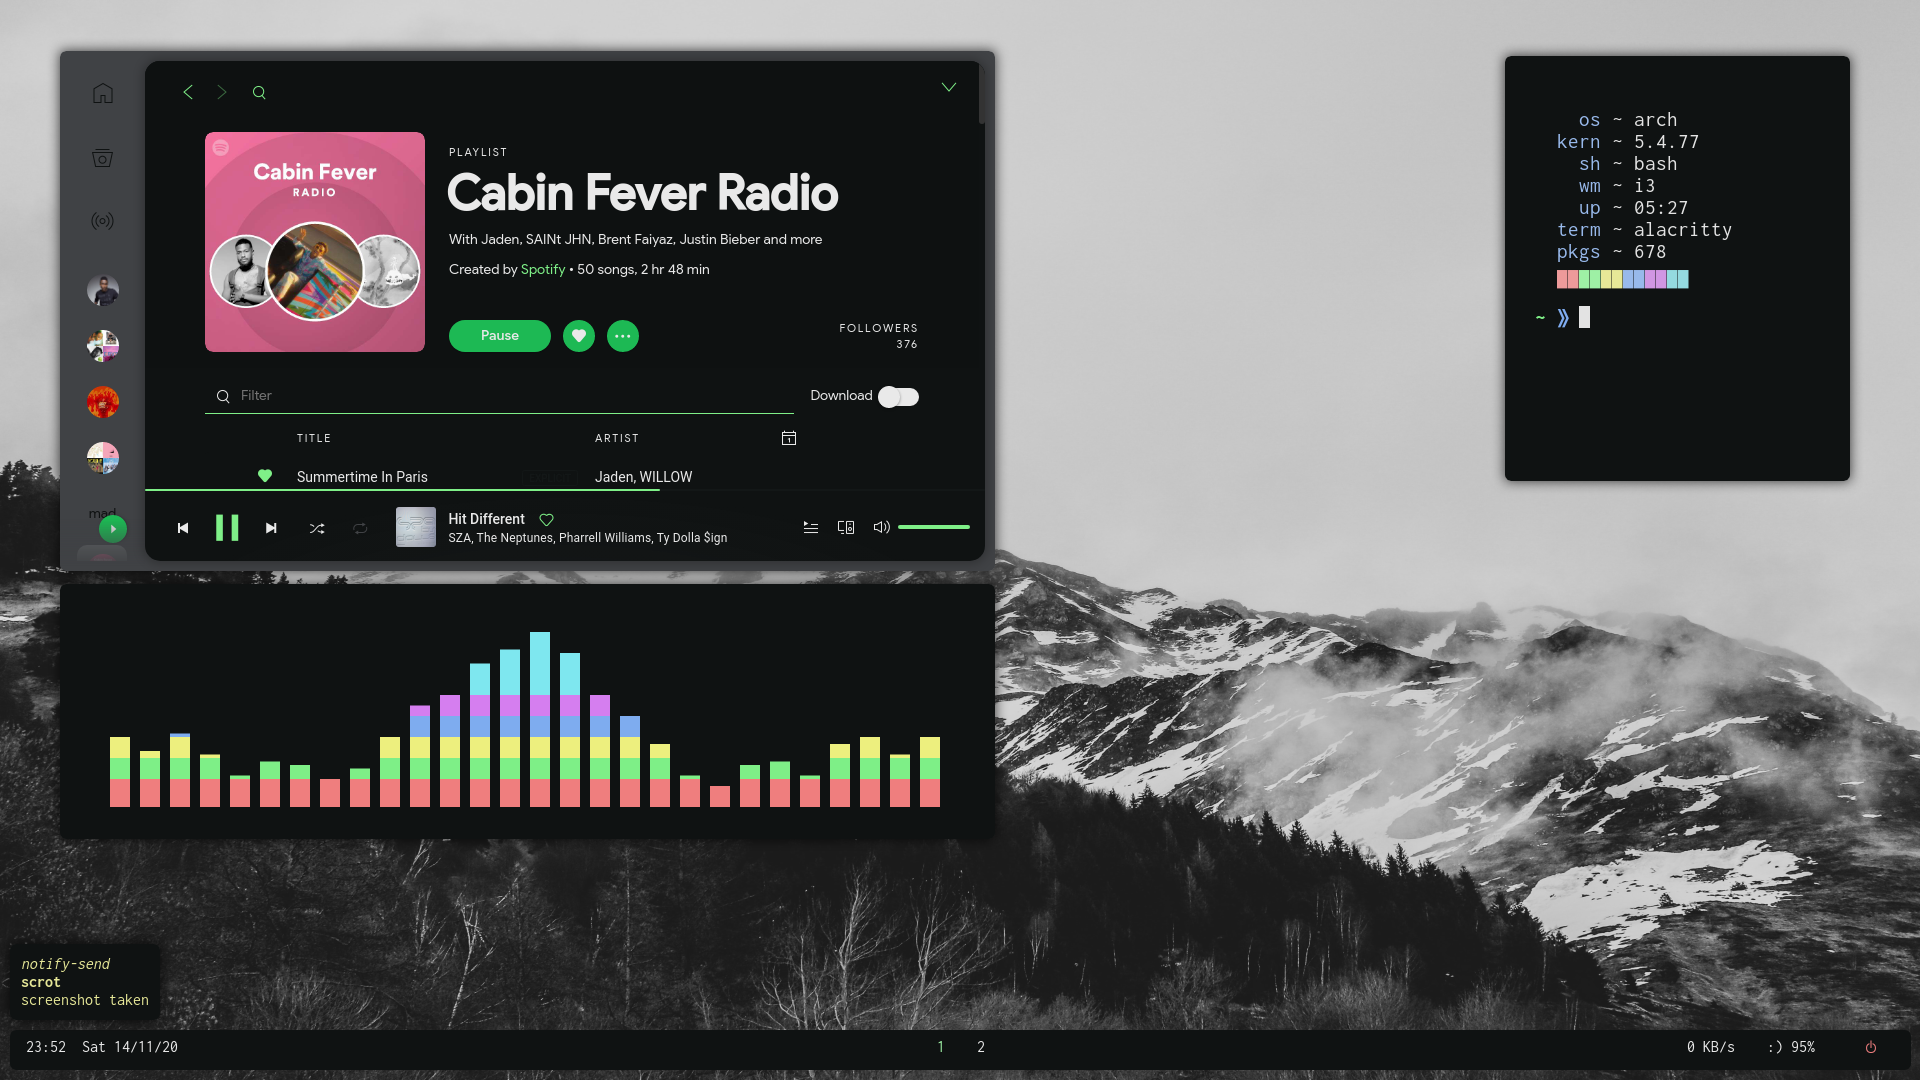 Cabin Fever
RADIO
PLAYLIST
Cabin Fever Radio
With Jaden, SAINt JHN, Brent Faiyaz, Justin Bieber and more
Created by Spotify • 50 songs, 2 hr 48 min
Pause
FOLLOWERS
376
Filter
Download
TITLE ARTIST
Summertime In Paris Jaden, WILLOW
mad
Hit Different
SZA, The Neptunes, Pharrell Williams, Ty Dolla $ign
os ~ arch
kern ~ 5.4.77
sh ~ bash
wm ~ i3
up ~ 05:27
term ~ alacritty
pkgs ~ 678
~ ⟫
notify-send
scrot
screenshot taken
23:52 Sat 14/11/20 1 2 0 KB/s :) 95%